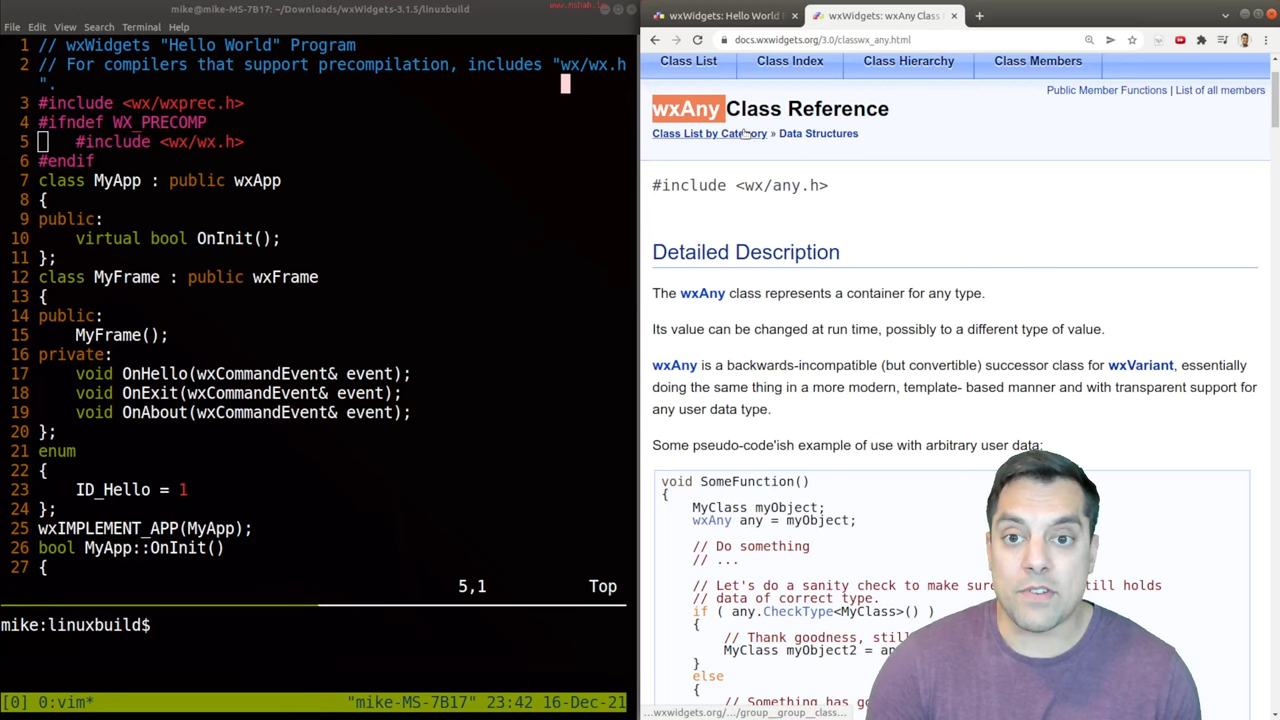 mike@mike-MS-7B17: ~/Downloads/wxWidgets-3.1.5/linuxbuild
File Edit View Search Terminal Help
1 // wxWidgets "Hello World" Program
2 // For compilers that support precompilation, includes "wx/wx.h
".
3 #include <wx/wxprec.h>
4 #ifndef WX_PRECOMP
5 #include <wx/wx.h>
6 #endif
7 class MyApp : public wxApp
8 {
9 public:
10 virtual bool OnInit();
11 };
12 class MyFrame : public wxFrame
13 {
14 public:
15 MyFrame();
16 private:
17 void OnHello(wxCommandEvent& event);
18 void OnExit(wxCommandEvent& event);
19 void OnAbout(wxCommandEvent& event);
20 };
21 enum
22 {
23 ID_Hello = 1
24 };
25 wxIMPLEMENT_APP(MyApp);
26 bool MyApp::OnInit()
27 {
5,1 Top
mike:linuxbuild$
[0] 0:vim* "mike-MS-7B17" 23:42 16-Dec-21
wxWidgets: Hello World
wxWidgets: wxAny Class
docs.wxwidgets.org/3.0/classwx_any.html
Class List Class Index Class Hierarchy Class Members
Public Member Functions | List of all members
wxAny Class Reference
Class List by Category » Data Structures
#include <wx/any.h>
Detailed Description
The wxAny class represents a container for any type.
Its value can be changed at run time, possibly to a different type of value.
wxAny is a backwards-incompatible (but convertible) successor class for wxVariant, essentially
doing the same thing in a more modern, template- based manner and with transparent support for
any user data type.
Some pseudo-code'ish example of use with arbitrary user data:
void SomeFunction()
{
MyClass myObject;
wxAny any = myObject;
// Do something
// ...
// Let's do a sanity check to make sure still holds
// data of correct type.
if ( any.CheckType<MyClass>() )
{
// Thank goodness,
MyClass myObject2 =
}
else
{
// Something has
wxwidgets.org/.../group__group__class...